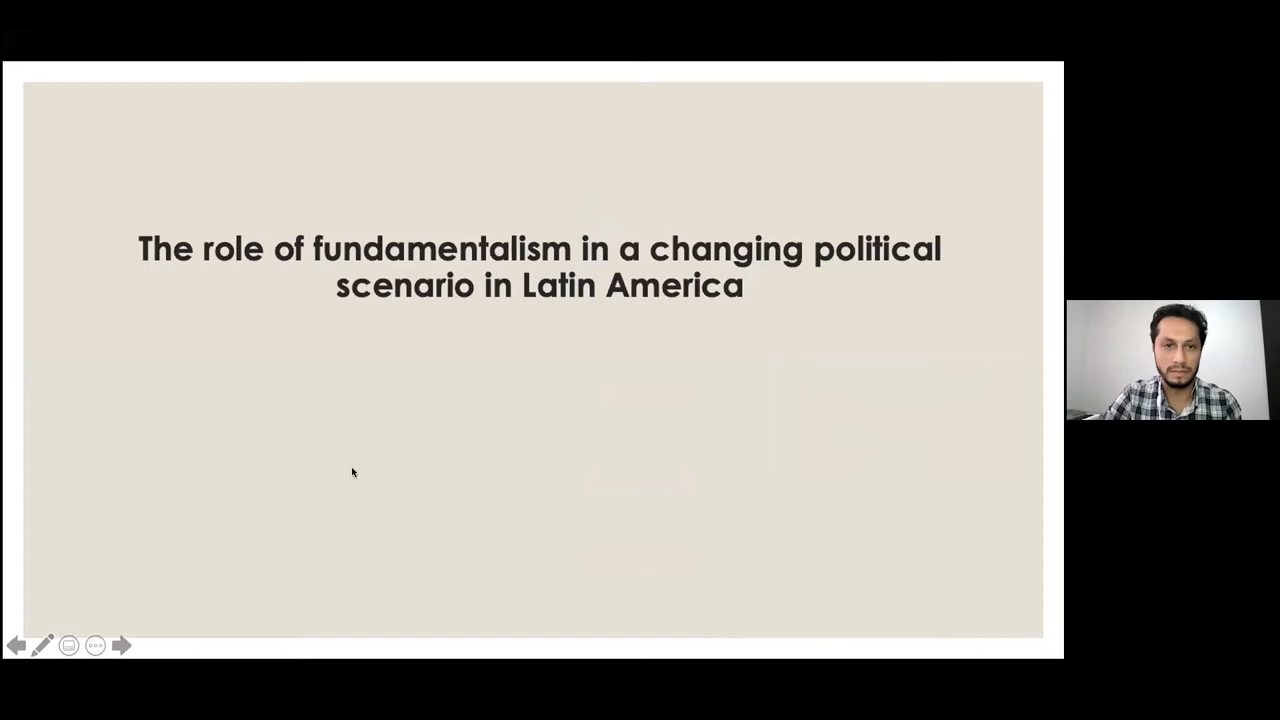 The role of fundamentalism in a changing political
scenario in Latin America